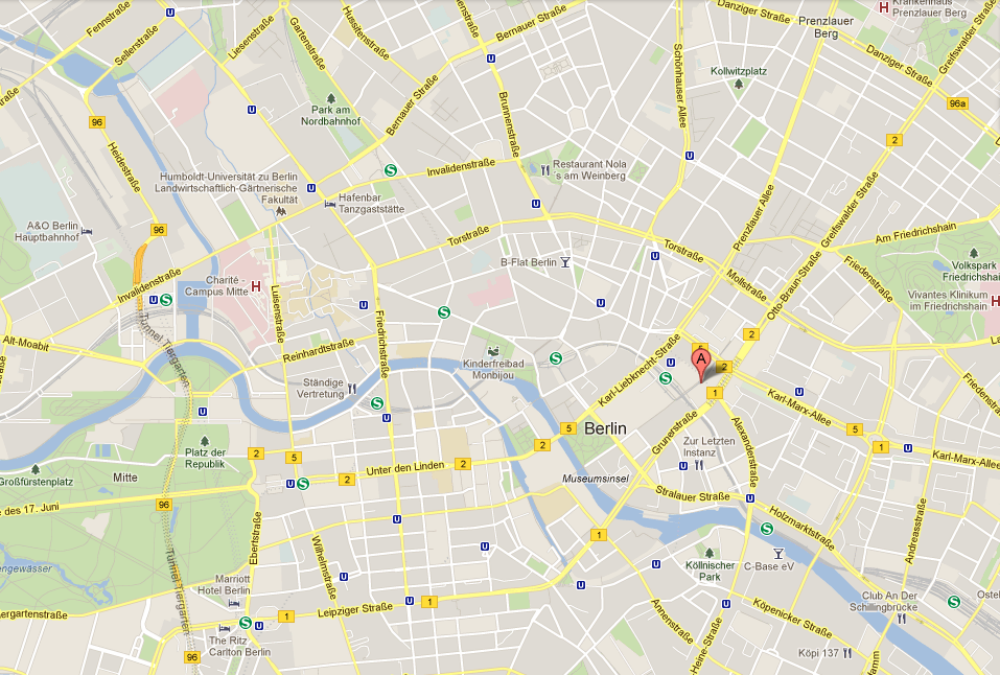 Fennstraße
U
Sellerstraße
Liesenstraße
Gartenstraße
Hussitenstraße
Bernauer Straße
Danziger Straße
Prenzlauer
Berg
H
Krankenhaus
Prenzlauer Berg
Greifswalder Straße
Danziger Straße
Kollwitzplatz
Schönhauser Allee
U
96a
96
U
Park am
Nordbahnhof
Bernauer Straße
Brunnenstraße
2
Heidestraße
S
Invalidenstraße
Restaurant Nola
's am Weinberg
U
Humboldt-Universität zu Berlin
Landwirtschaftlich-Gärtnerische
Fakultät
U
Hafenbar
Tanzgaststätte
U
Prenzlauer Allee
Greifswalder Straße
A&O Berlin
Hauptbahnhof
96
Torstraße
Torstraße
U
Am Friedrichshain
B-Flat Berlin
Mollstraße
Otto-Braun-Straße
Friedenstraße
Volkspark
Friedrichshai
Charité -
Campus Mitte
H
Invalidenstraße
U
S
Luisenstraße
U
Friedrichstraße
S
U
Vivantes Klinikum
im Friedrichshain
H
Tunnel Tiergarten
Alt-Moabit
Reinhardtstraße
Kinderfreibad
Monbijou
S
Karl-Liebknecht-Straße
U
5
2
A
2
S
1
Ständige
Vertretung
S
U
U
U
Karl-Marx-Allee
Friedenstraße
5
Berlin
2
5
Grunerstraße
Alexanderstraße
Zur Letzten
Instanz
U
1
U
Karl-Marx-Allee
Platz der
Republik
2
5
Unter den Linden
2
2
U
S
Großfürstenplatz
Mitte
Museumsinsel
Stralauer Straße
U
Holzmarktstraße
e des 17. Juni
96
U
Ebertstraße
Wilhelmstraße
U
1
S
Andreasstraße
Köllnischer
Park
C-Base eV
U
engewässer
Tunnel Tiergarten
Marriott
Hotel Berlin
U
U
Club An Der
Schillingbrücke
S
Ostel
ergartenstraße
1
Leipziger Straße
U
1
Annenstraße
U
Köpenicker Straße
S
U
The Ritz
Carlton Berlin
96
-Heine-Straße
Köpi 137
damm